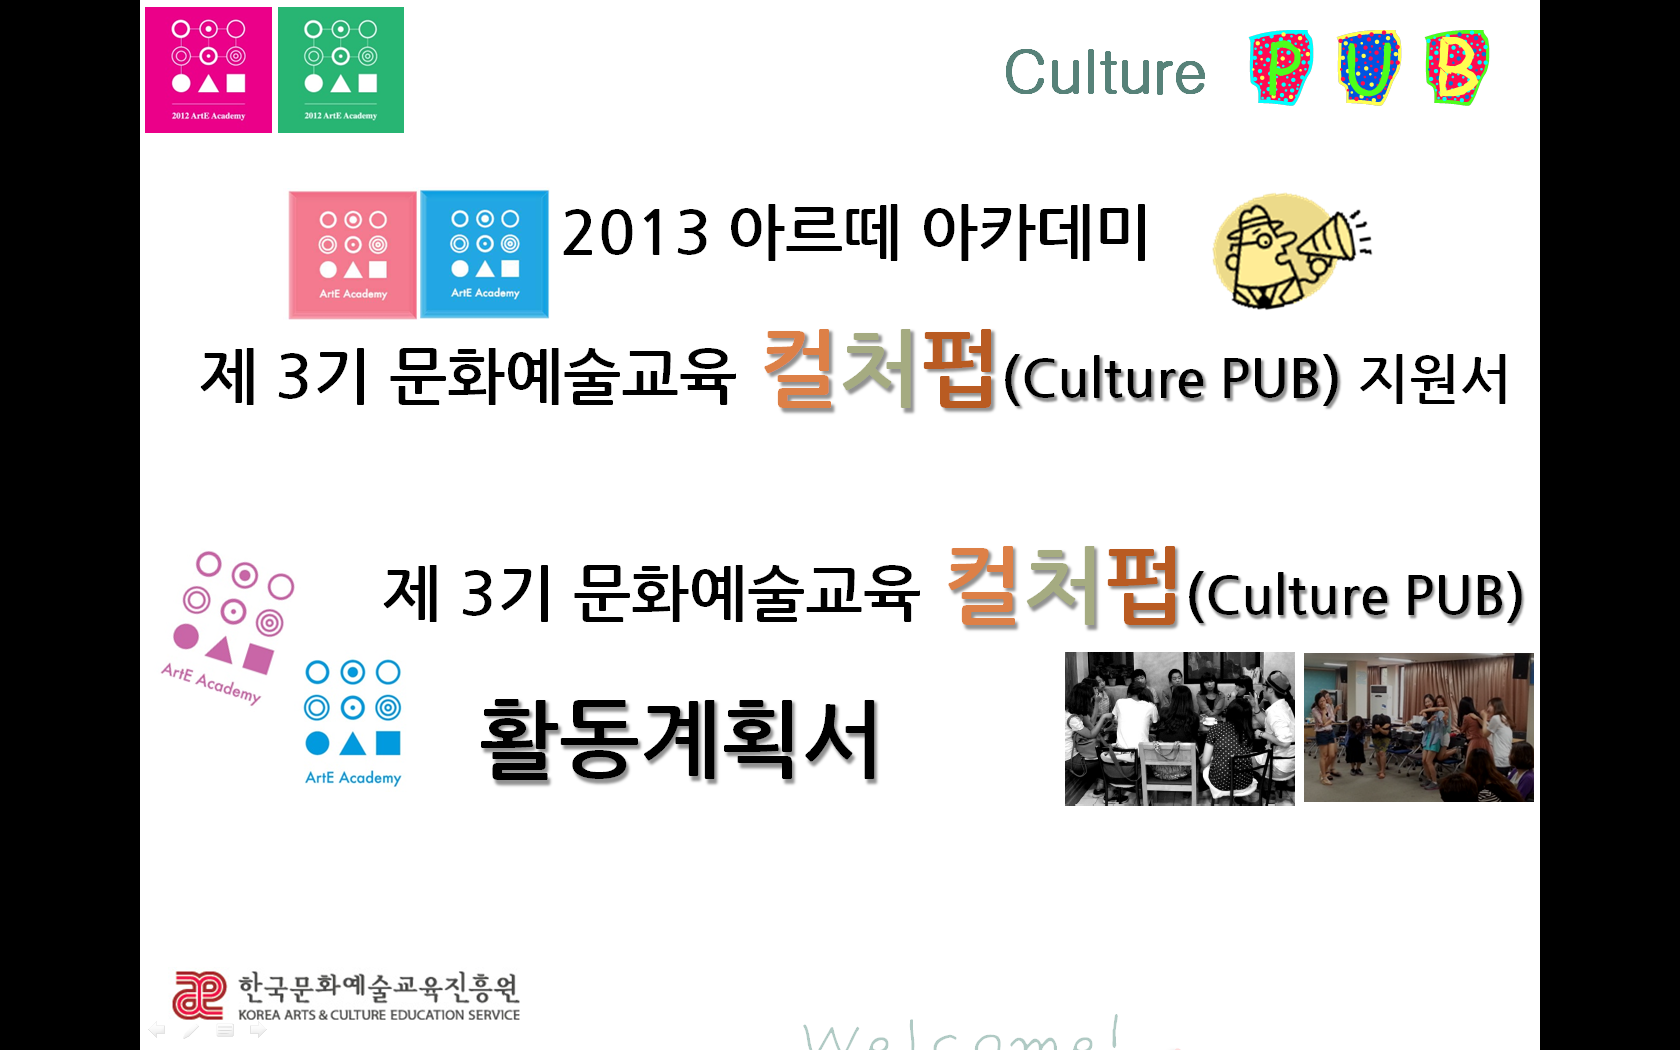 2012 ArtE Academy
2012 ArtE Academy
Culture PUB
2013 아르떼 아카데미
ArtE Academy
ArtE Academy
제 3기 문화예술교육 컬처펍(Culture PUB) 지원서
제 3기 문화예술교육 컬처펍(Culture PUB)
ArtE Academy
활동계획서
ArtE Academy
한국문화예술교육진흥원
KOREA ARTS & CULTURE EDUCATION SERVICE
Welcome!